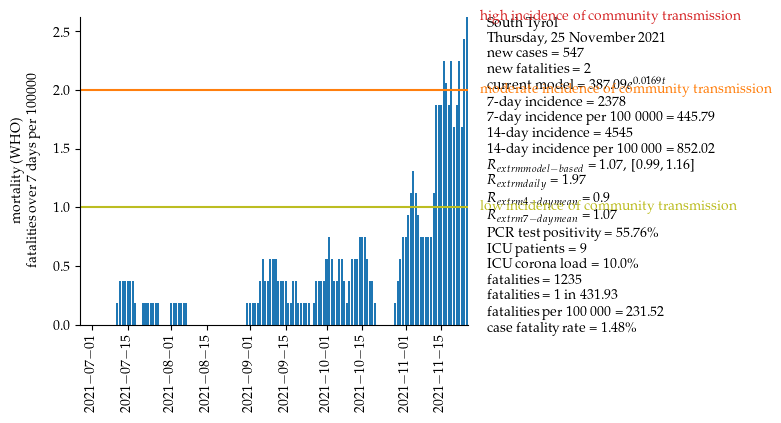 high incidence of community transmission
South Tyrol
Thursday, 25 November 2021
new cases = 547
new fatalities = 2
current model = 387.09e^0.0169t
moderate incidence of community transmission
7-day incidence = 2378
7-day incidence per 100 0000 = 445.79
14-day incidence = 4545
14-day incidence per 100 000 = 852.02
R_extrmmodel−based = 1.07, [0.99, 1.16]
R_extrmdaily = 1.97
R_extrm4−daymean = 0.9
low incidence of community transmission
R_extrm7−daymean = 1.07
PCR test positivity = 55.76%
ICU patients = 9
ICU corona load = 10.0%
fatalities = 1235
fatalities = 1 in 431.93
fatalities per 100 000 = 231.52
case fatality rate = 1.48%
mortality (WHO)
fatalities over 7 days per 100000
2.5
2.0
1.5
1.0
0.5
0.0
2021−07−01
2021−07−15
2021−08−01
2021−08−15
2021−09−01
2021−09−15
2021−10−01
2021−10−15
2021−11−01
2021−11−15